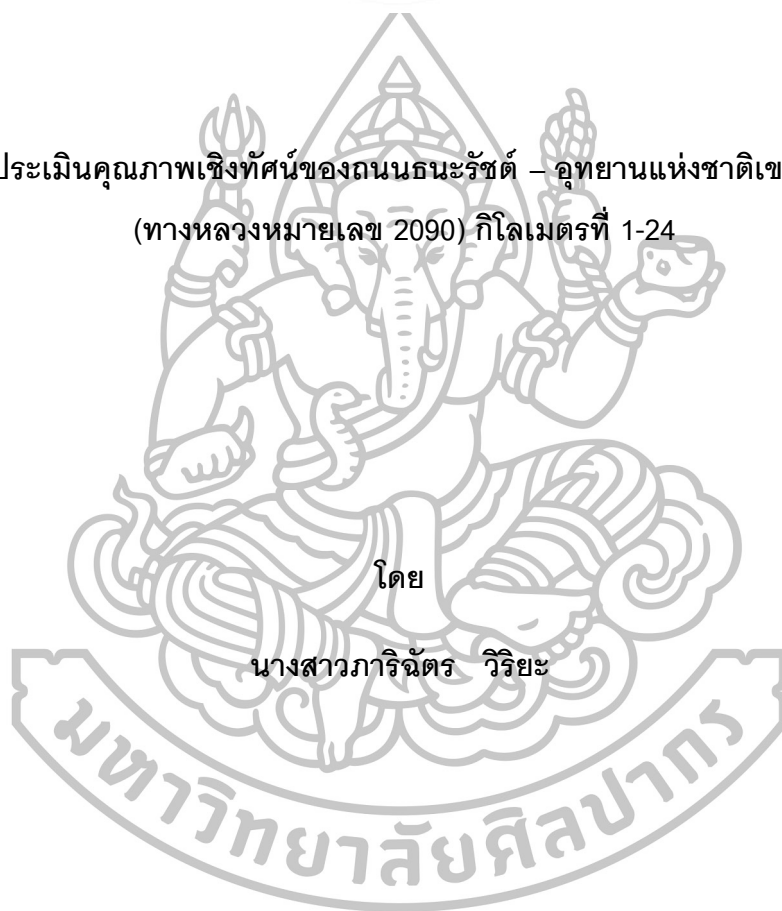 ประเมินคุณภาพเชิงทัศน์ของถนนธนะรัชต์ – อุทยานแห่งชาติเข
(ทางหลวงหมายเลข 2090) กิโลเมตรที่ 1-24
โดย
นางสาวภาริฉัตร วิริยะ
มหาวิทยาลัยศิลปากร